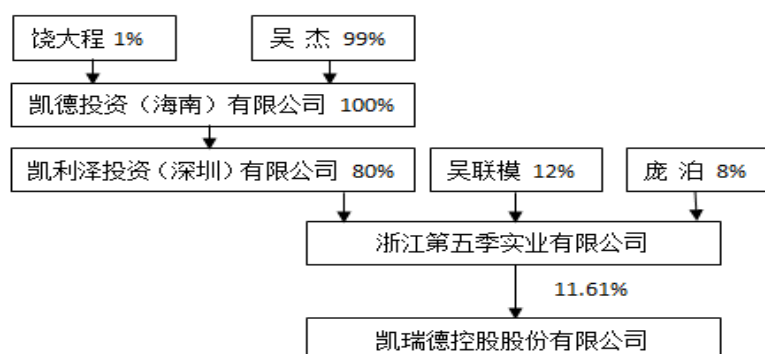 饶大程 1%
吴 杰 99%
凯德投资（海南）有限公司 100%
凯利泽投资（深圳）有限公司 80%
吴联模 12%
庞 泊 8%
浙江第五季实业有限公司
11.61%
凯瑞德控股股份有限公司